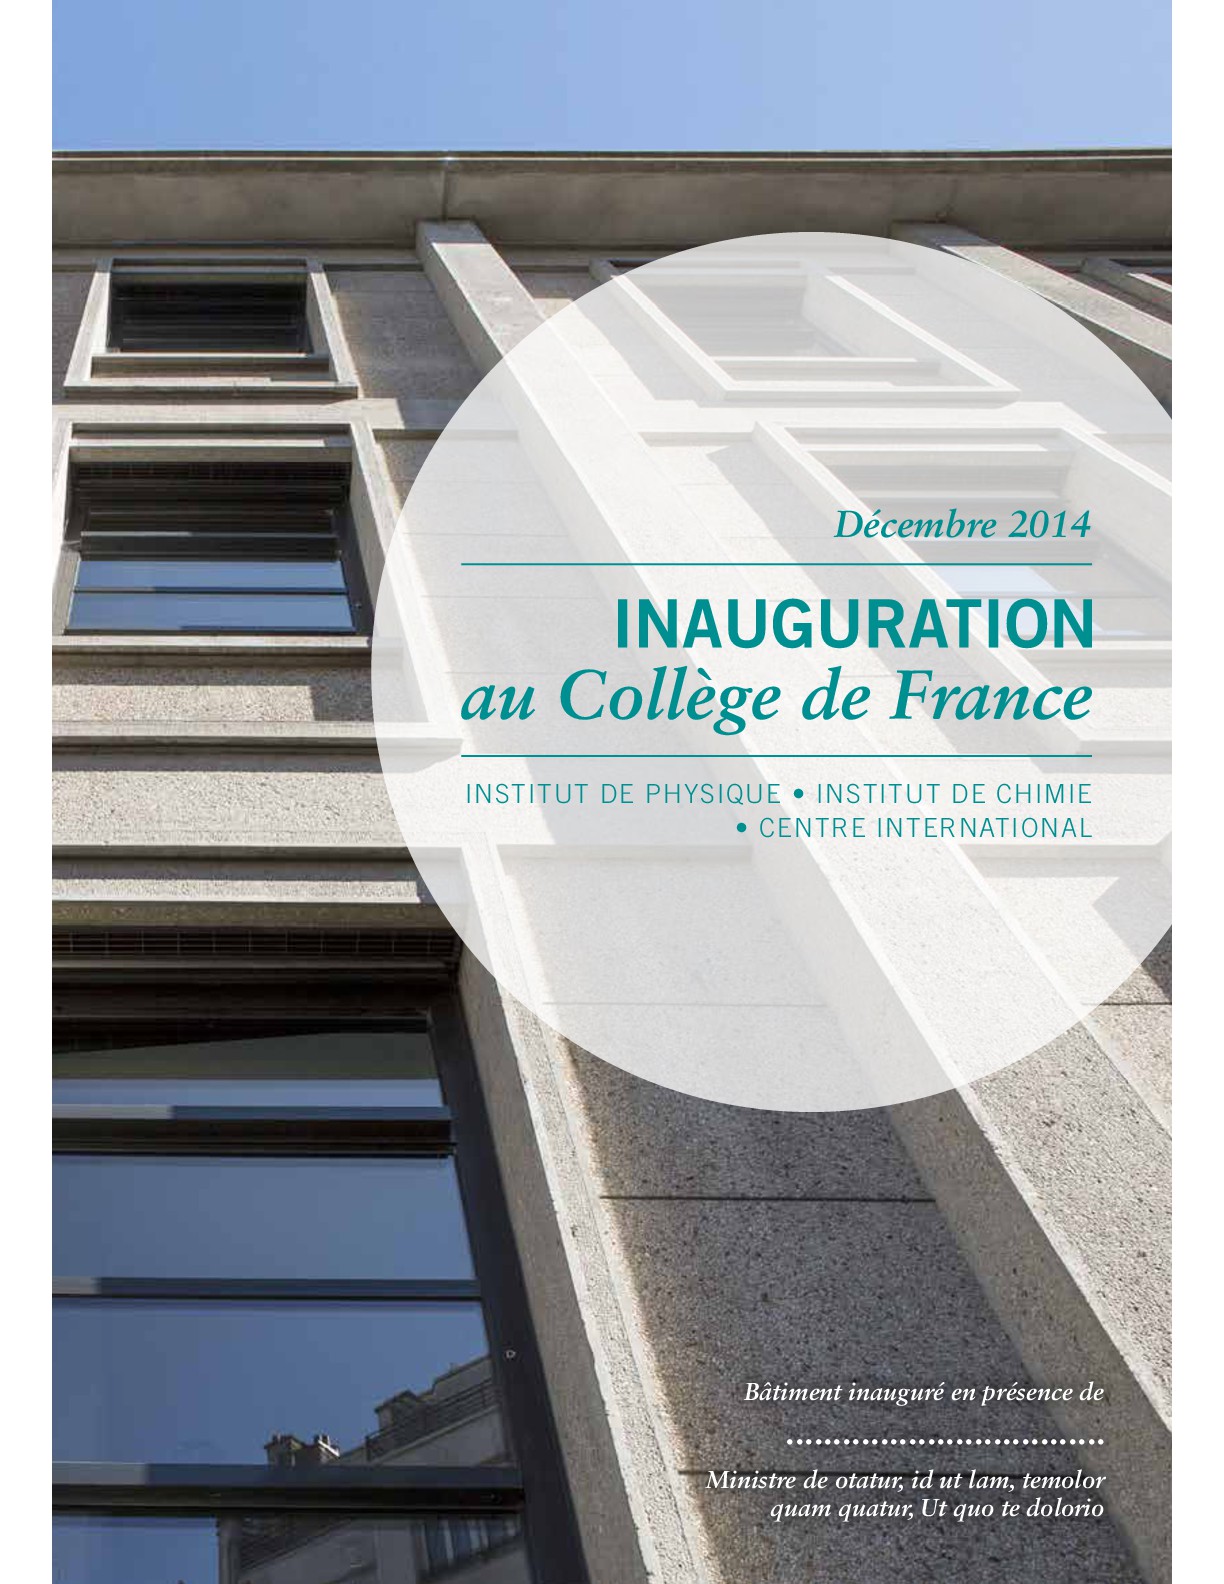 Décembre 2014
INAUGURATION
au Collège de France
INSTITUT DE PHYSIQUE • INSTITUT DE CHIMIE
• CENTRE INTERNATIONAL
Bâtiment inauguré en présence de
..................................
Ministre de otatur, id ut lam, temolor
quam quatur, Ut quo te dolorio